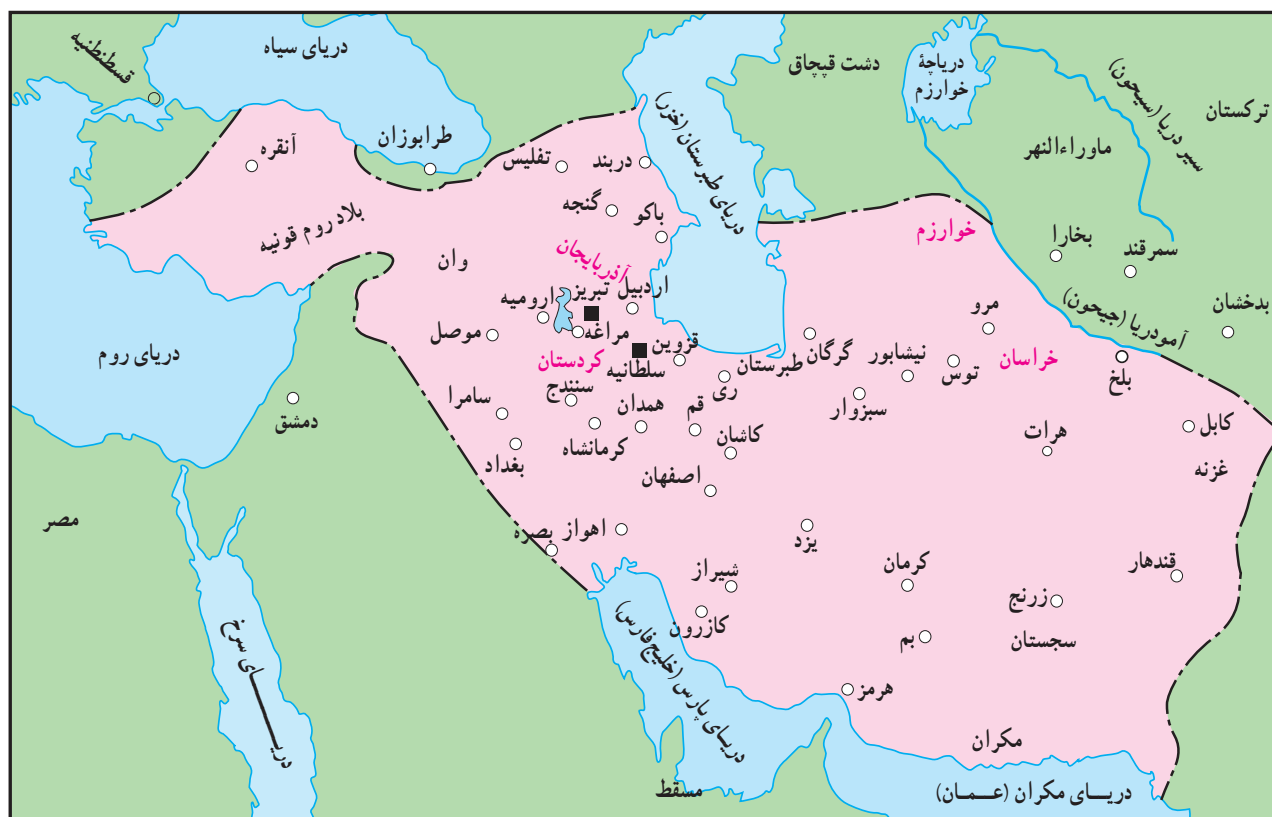 دریای سیاه
قسطنطنیه
دشت قپچاق
دریاچهٔ
خوارزم
سیر دریا (سیحون)
ترکستان
ماوراءالنهر
طرابوزان
آنقره
تفلیس
دربند
دریای طبرستان (خزر)
گنجه
باکو
بلاد روم قونیه
خوارزم
بخارا
سمرقند
وان
آذربایجان
بدخشان
آمودریا (جیحون)
ارومیه
تبریز
اردبیل
مرو
موصل
مراغه
قزوین
گرگان
نیشابور
خراسان
دریای روم
کردستان
سلطانیه
طبرستان
توس
بلخ
ری
سنندج
سبزوار
سامرا
همدان
قم
دمشق
کاشان
هرات
کابل
کرمانشاه
بغداد
غزنه
اصفهان
مصر
بصره
اهواز
یزد
کرمان
قندهار
شیراز
زرنج
کازرون
بم
سجستان
دریـــای سرخ
دریـای پارس (خلیج‌فارس)
هرمز
مکران
مسقط
دریـــای مکران (عـــمـان)